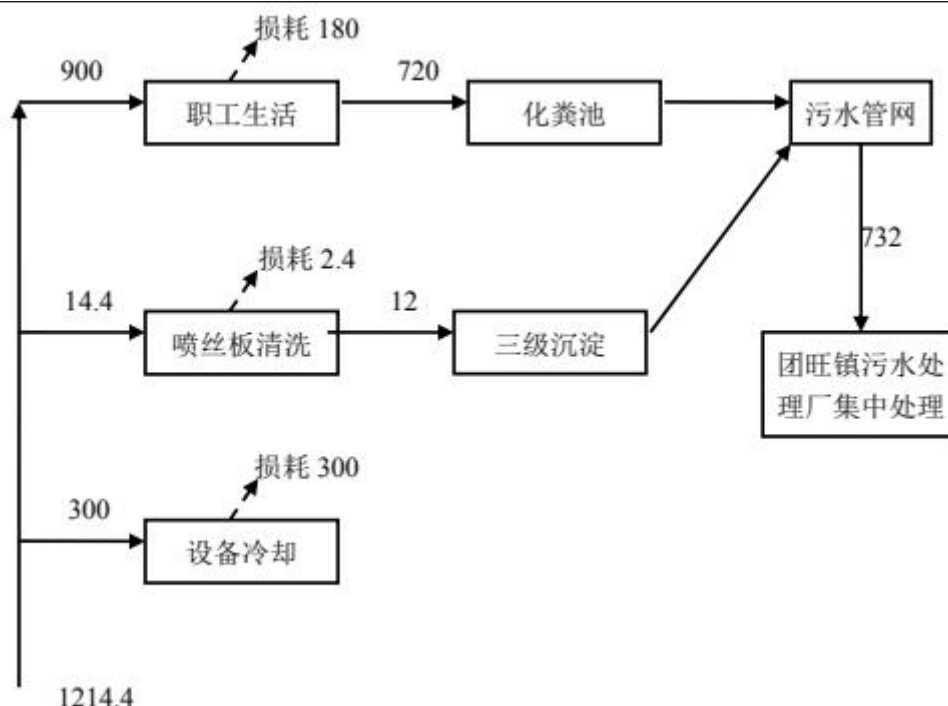 损耗 180
900
职工生活
720
化粪池
污水管网
732
损耗 2.4
14.4
喷丝板清洗
12
三级沉淀
团旺镇污水处
理厂集中处理
损耗 300
300
设备冷却
1214.4